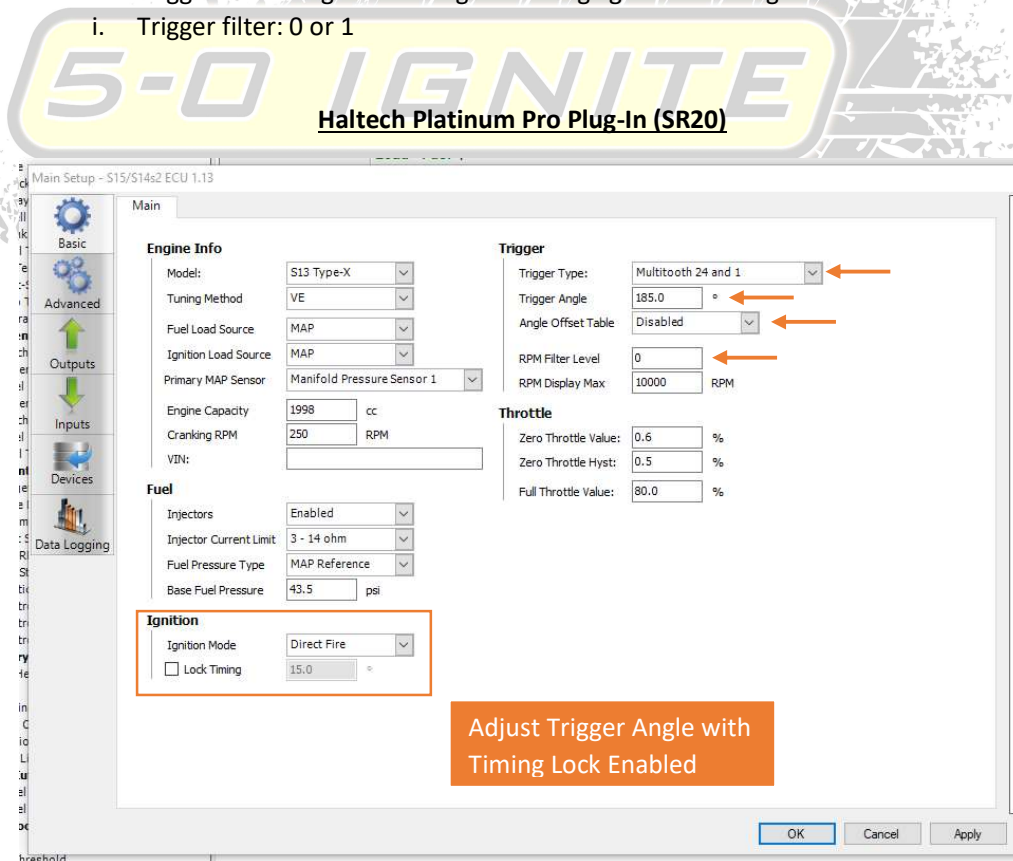 i. Trigger filter: 0 or 1
5-0 IGNITE
Haltech Platinum Pro Plug-In (SR20)
Main Setup - S15/S14s2 ECU 1.13
Main
Basic
Advanced
Outputs
Inputs
Devices
Data Logging
Engine Info
Model: S13 Type-X
Tuning Method VE
Fuel Load Source MAP
Ignition Load Source MAP
Primary MAP Sensor Manifold Pressure Sensor 1
Engine Capacity 1998 cc
Cranking RPM 250 RPM
VIN:
Fuel
Injectors Enabled
Injector Current Limit 3 - 14 ohm
Fuel Pressure Type MAP Reference
Base Fuel Pressure 43.5 psi
Ignition
Ignition Mode Direct Fire
Lock Timing 15.0 °
Trigger
Trigger Type: Multitooth 24 and 1
Trigger Angle 185.0 °
Angle Offset Table Disabled
RPM Filter Level 0
RPM Display Max 10000 RPM
Throttle
Zero Throttle Value: 0.6 %
Zero Throttle Hyst: 0.5 %
Full Throttle Value: 80.0 %
Adjust Trigger Angle with
Timing Lock Enabled
OK Cancel Apply